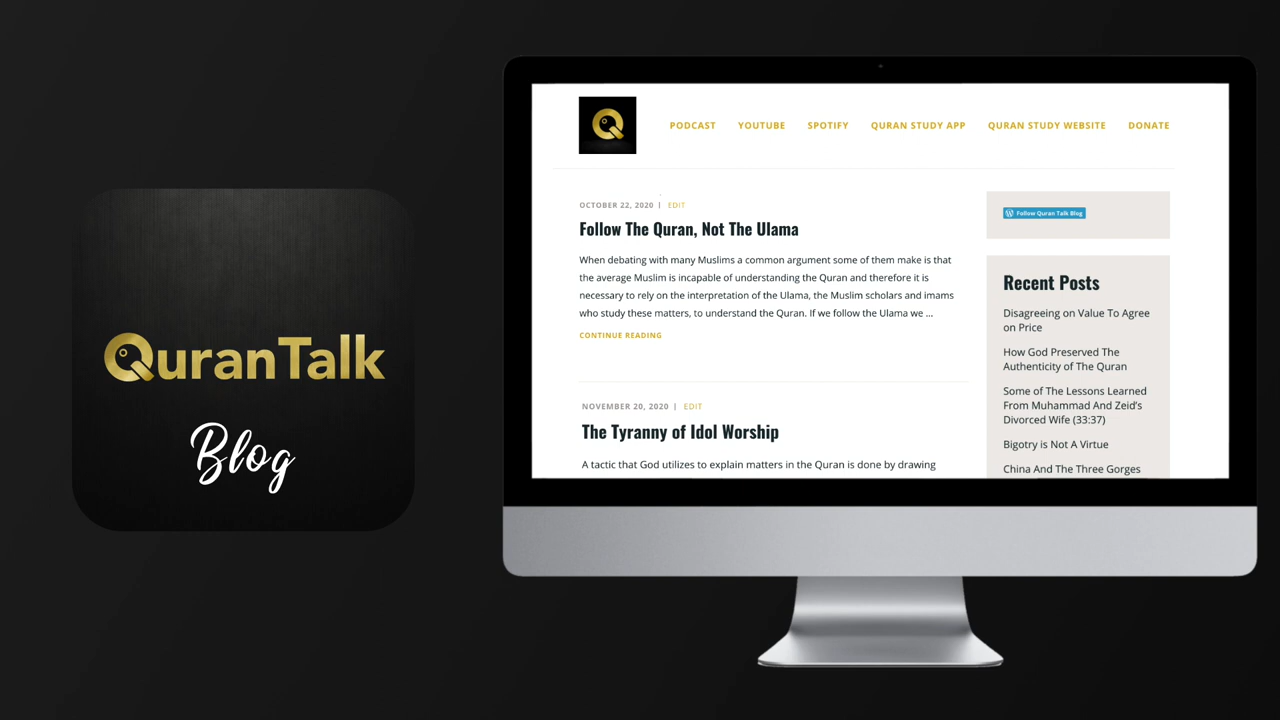 QuranTalk
Blog
PODCAST YOUTUBE SPOTIFY QURAN STUDY APP QURAN STUDY WEBSITE DONATE
OCTOBER 22, 2020 | EDIT
Follow The Quran, Not The Ulama
When debating with many Muslims a common argument some of them make is that
the average Muslim is incapable of understanding the Quran and therefore it is
necessary to rely on the interpretation of the Ulama, the Muslim scholars and imams
who study these matters, to understand the Quran. If we follow the Ulama we ...
CONTINUE READING
NOVEMBER 20, 2020 | EDIT
The Tyranny of Idol Worship
A tactic that God utilizes to explain matters in the Quran is done by drawing
Follow Quran Talk Blog
Recent Posts
Disagreeing on Value To Agree
on Price
How God Preserved The
Authenticity of The Quran
Some of The Lessons Learned
From Muhammad And Zeid's
Divorced Wife (33:37)
Bigotry is Not A Virtue
China And The Three Gorges